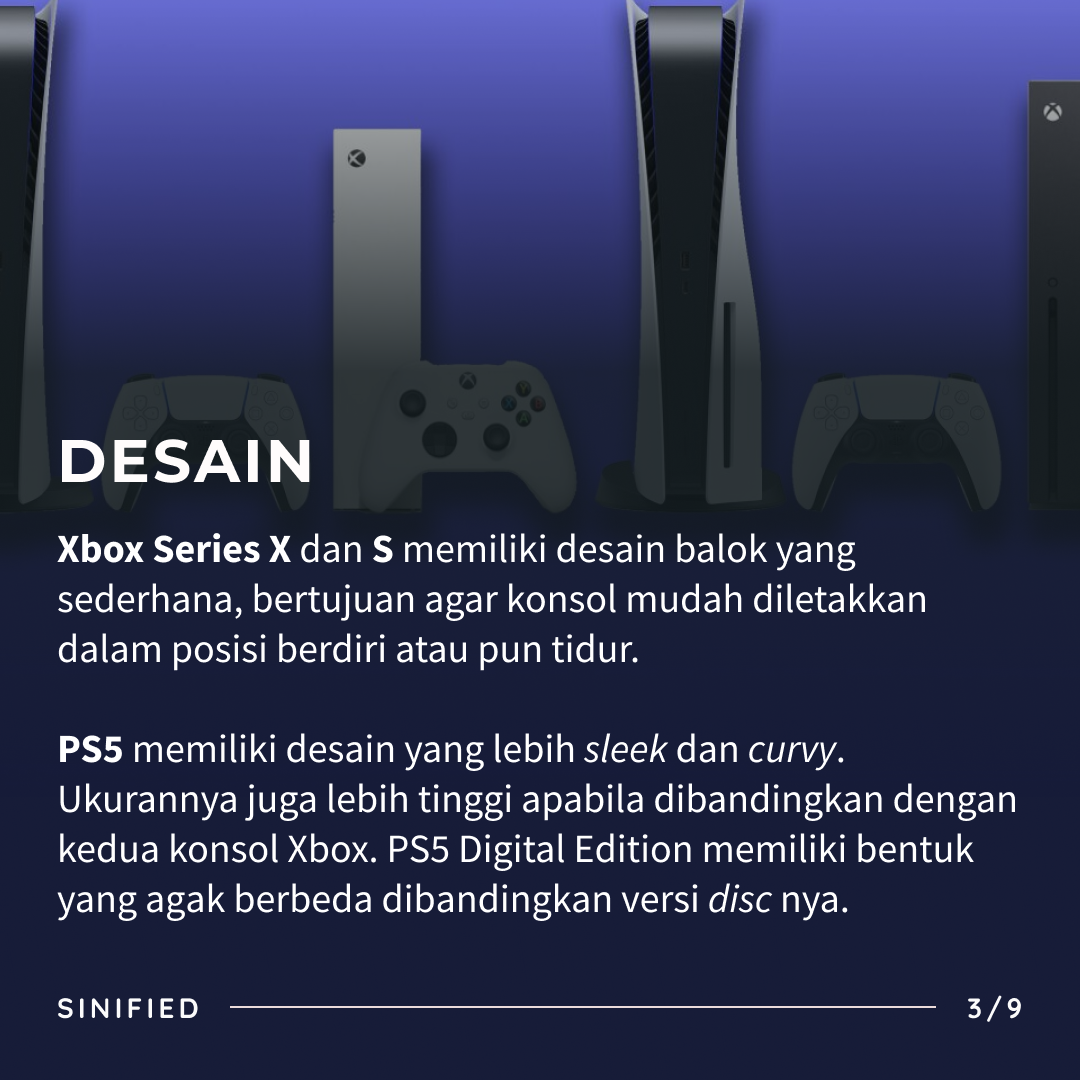 DESAIN
Xbox Series X dan S memiliki desain balok yang
sederhana, bertujuan agar konsol mudah diletakkan
dalam posisi berdiri atau pun tidur.
PS5 memiliki desain yang lebih sleek dan curvy.
Ukurannya juga lebih tinggi apabila dibandingkan dengan
kedua konsol Xbox. PS5 Digital Edition memiliki bentuk
yang agak berbeda dibandingkan versi disc nya.
SINIFIED 3/9